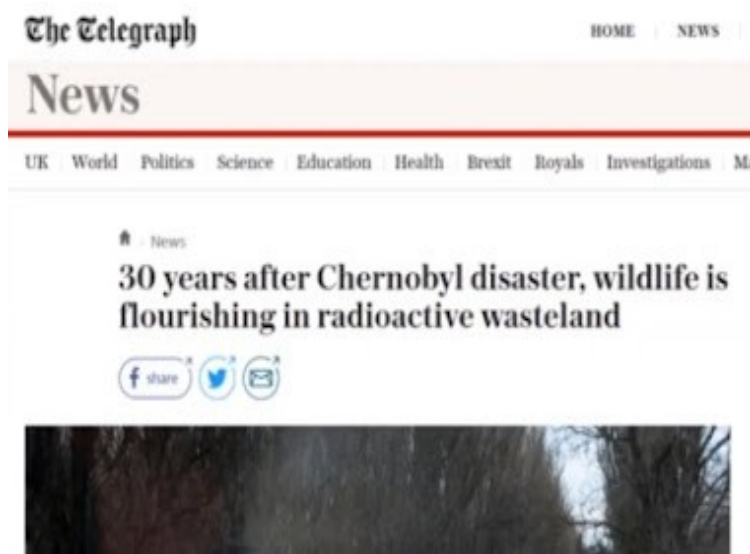 The Telegraph
HOME NEWS
News
UK World Politics Science Education Health Brexit Royals Investigations M
News
30 years after Chernobyl disaster, wildlife is
flourishing in radioactive wasteland
f share